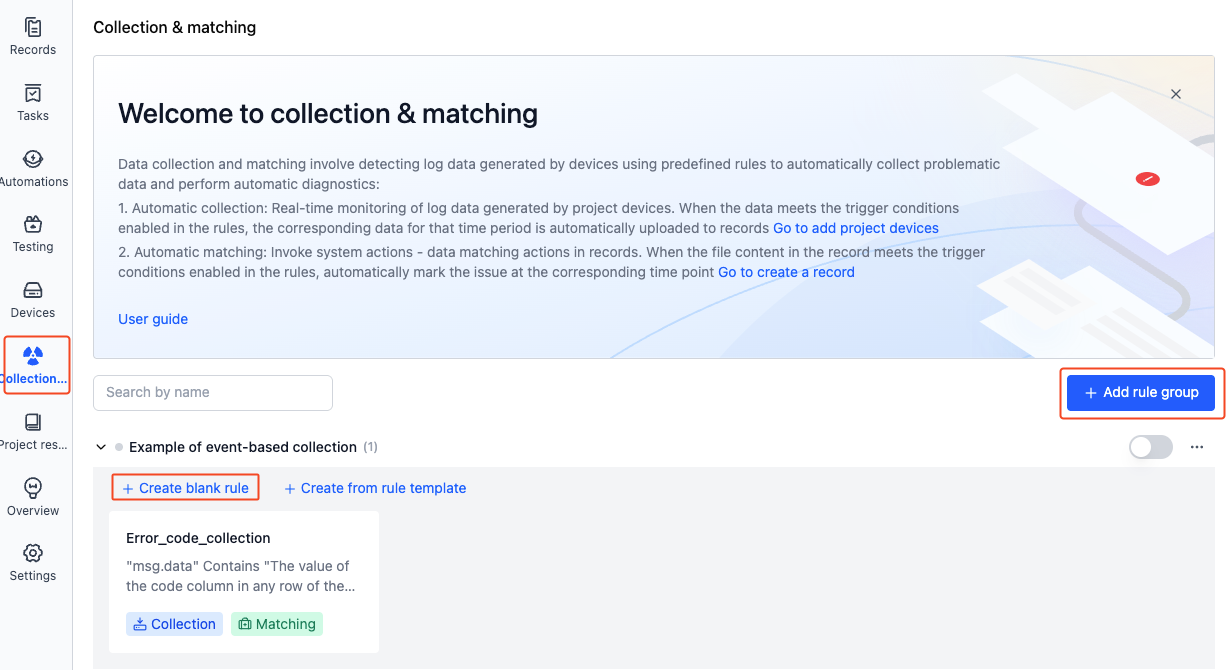 Records
Tasks
Automations
Testing
Devices
Collection...
Project res...
Overview
Settings
Collection & matching
Welcome to collection & matching
Data collection and matching involve detecting log data generated by devices using predefined rules to automatically collect problematic
data and perform automatic diagnostics:
1. Automatic collection: Real-time monitoring of log data generated by project devices. When the data meets the trigger conditions
enabled in the rules, the corresponding data for that time period is automatically uploaded to records Go to add project devices
2. Automatic matching: Invoke system actions - data matching actions in records. When the file content in the record meets the trigger
conditions enabled in the rules, automatically mark the issue at the corresponding time point Go to create a record
User guide
Search by name
+ Add rule group
Example of event-based collection (1)
+ Create blank rule + Create from rule template
Error_code_collection
"msg.data" Contains "The value of
the code column in any row of the...
Collection Matching